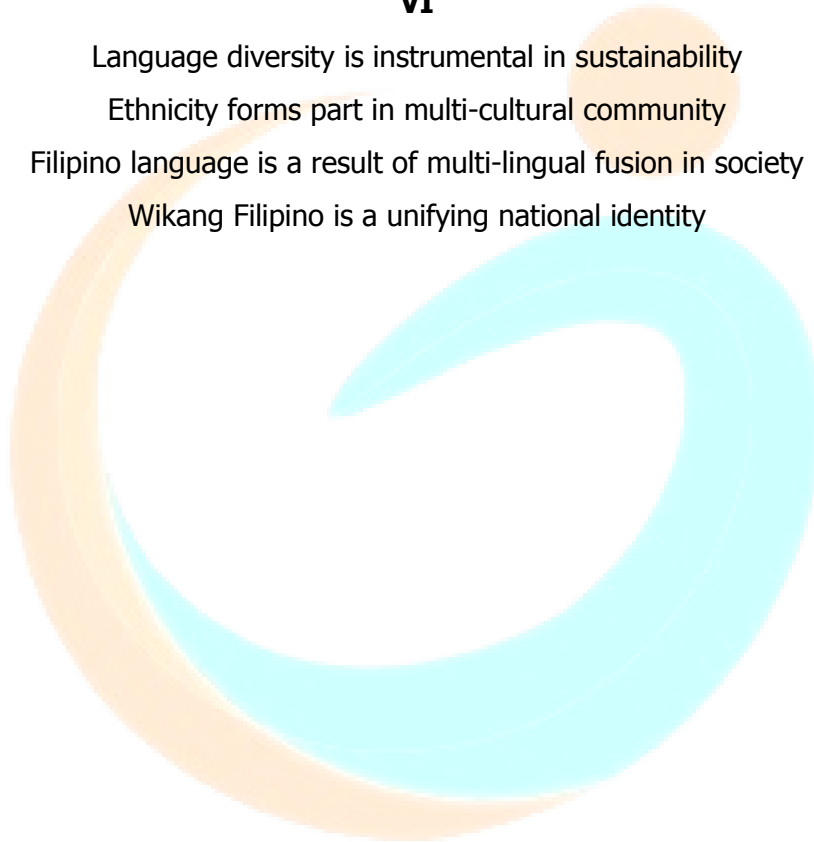 VI
Language diversity is instrumental in sustainability
Ethnicity forms part in multi-cultural community
Filipino language is a result of multi-lingual fusion in society
Wikang Filipino is a unifying national identity